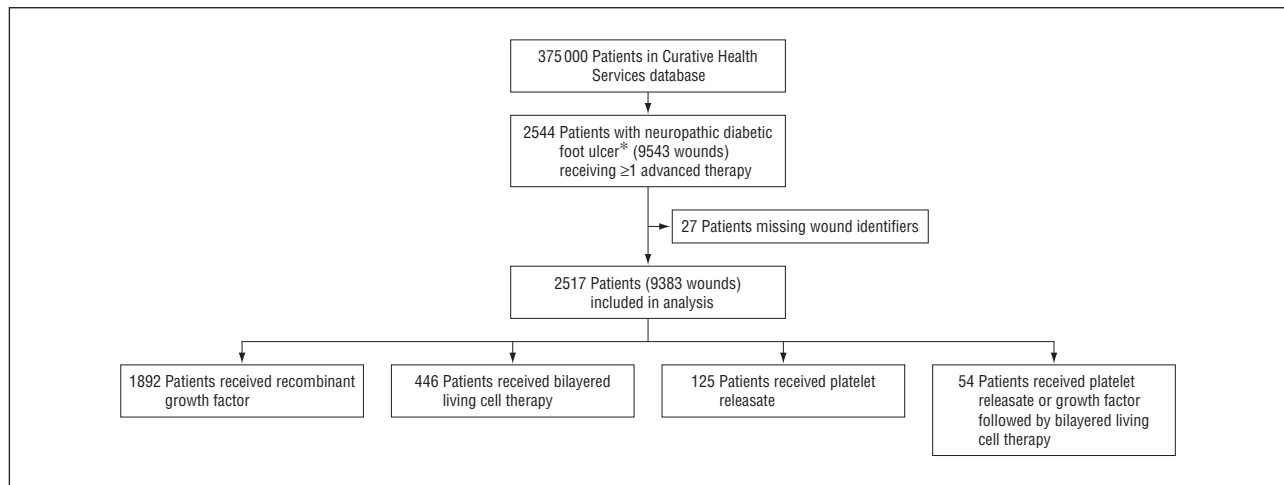 375 000 Patients in Curative Health
Services database
2544 Patients with neuropathic diabetic
foot ulcer* (9543 wounds)
receiving ≥1 advanced therapy
27 Patients missing wound identifiers
2517 Patients (9383 wounds)
included in analysis
1892 Patients received recombinant
growth factor
446 Patients received bilayered
living cell therapy
125 Patients received platelet
releasate
54 Patients received platelet
releasate or growth factor
followed by bilayered living
cell therapy